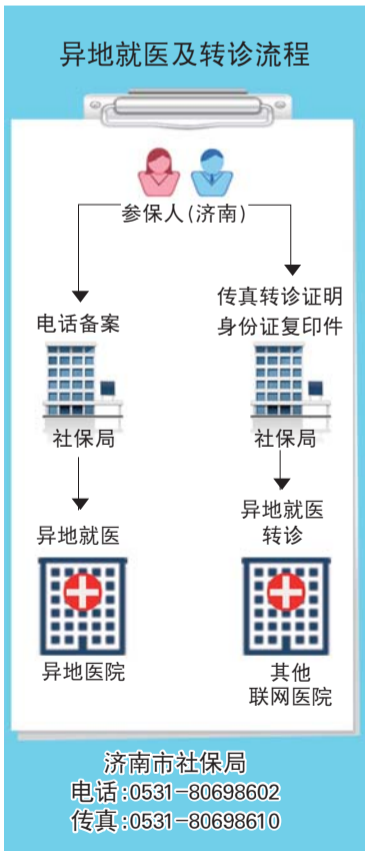 异地就医及转诊流程
参保人(济南)
电话备案
社保局
异地就医
异地医院
传真转诊证明
身份证复印件
社保局
异地就医
转诊
其他
联网医院
济南市社保局
电话:0531-80698602
传真:0531-80698610